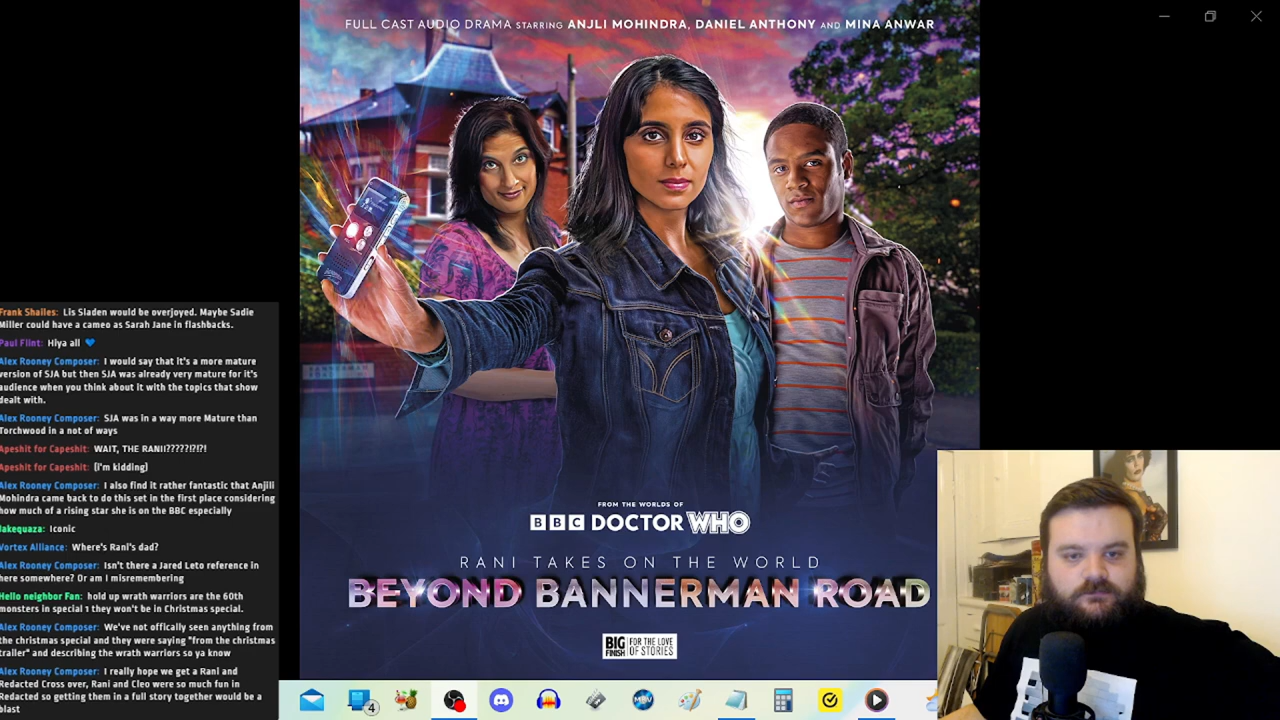 FULL CAST AUDIO DRAMA STARRING ANJLI MOHINDRA, DANIEL ANTHONY AND MINA ANWAR
Frank Shailes: Lis Sladen would be overjoyed. Maybe Sadie
Miller could have a cameo as Sarah Jane in flashbacks.
Paul Flint: Hiya all
Alex Rooney Composer: I would say that it's a more mature
version of SJA but then SJA was already very mature for it's
audience when you think about it with the topics that show
dealt with.
Alex Rooney Composer: SJA was in a way more Mature than
Torchwood in a not of ways
Apeshit for Capeshit: WAIT, THE RANI!?????!?!?!
Apeshit for Capeshit: (i'm kidding)
Alex Rooney Composer: I also find it rather fantastic that Anjili
Mohindra came back to do this set in the first place considering
how much of a rising star she is on the BBC especially
Jakequaza: Iconic
Vortex Alliance: Where's Rani's dad?
Alex Rooney Composer: Isn't there a Jared Leto reference in
here somewhere? Or am I misremembering
Hello neighbor Fan: hold up wrath warriors are the 60th
monsters in special 1 they won't be in Christmas special.
Alex Rooney Composer: We've not offically seen anything from
the christmas special and they were saying "from the christmas
trailer" and describing the wrath warriors so ya know
Alex Rooney Composer: I really hope we get a Rani and
Redacted Cross over, Rani and Cleo were so much fun in
Redacted so getting them in a full story together would be a
blast
FROM THE WORLDS OF
BBC DOCTOR WHO
RANI TAKES ON THE WORLD
BEYOND BANNERMAN ROAD
BIG FINISH FOR THE LOVE OF STORIES
4